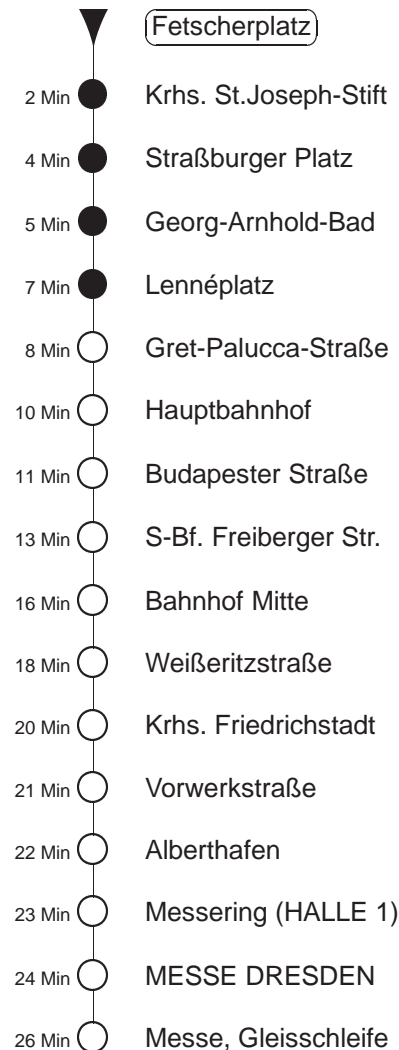 Fetscherplatz
2 Min Krhs. St.Joseph-Stift
4 Min Straßburger Platz
5 Min Georg-Arnhold-Bad
7 Min Lennéplatz
8 Min Gret-Palucca-Straße
10 Min Hauptbahnhof
11 Min Budapester Straße
13 Min S-Bf. Freiberger Str.
16 Min Bahnhof Mitte
18 Min Weißeritzstraße
20 Min Krhs. Friedrichstadt
21 Min Vorwerkstraße
22 Min Alberthafen
23 Min Messering (HALLE 1)
24 Min MESSE DRESDEN
26 Min Messe, Gleisschleife